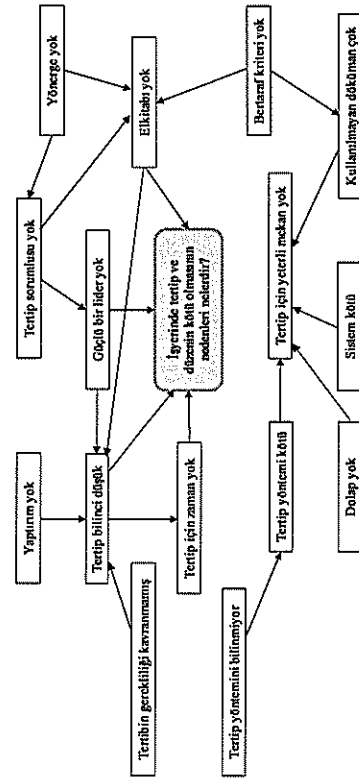 Yaptırım yok
Tertip sorumlusu yok
Yönerge yok
Tertibin gerekliliği kavranmamış
Tertip bilinci düşük
Güçlü bir lider yok
Elkitabı yok
Tertip için zaman yok
İşyerinde tertip ve
düzenin kötü olmasının
nedenleri nelerdir?
Bertaraf kriteri yok
Tertip yöntemini bilinmiyor
Tertip yöntemi kötü
Tertip için yeterli mekan yok
Dolap yok
Sistem kötü
Kullanılmayan döküman çok